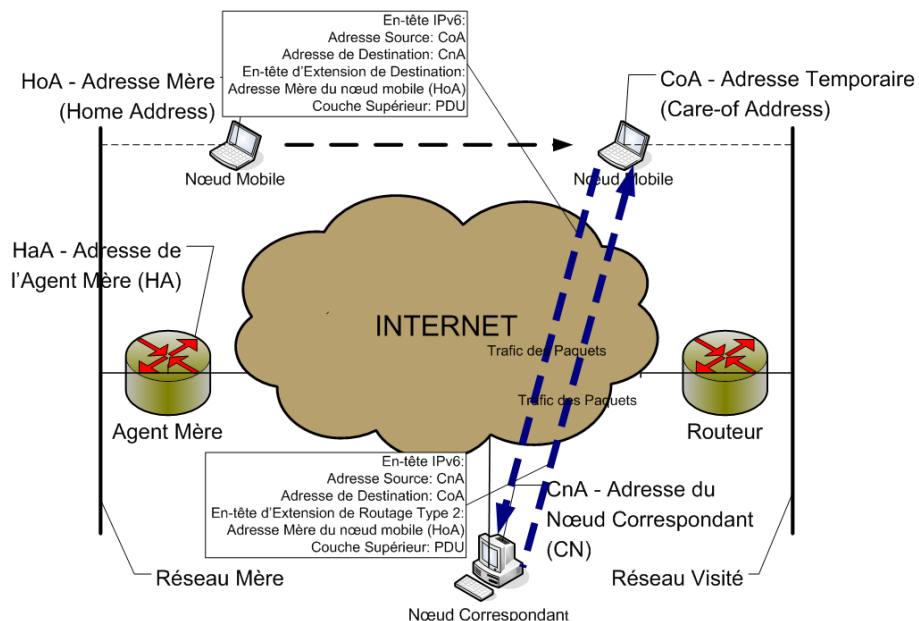 En-tête IPv6:
Adresse Source: CoA
Adresse de Destination: CnA
En-tête d'Extension de Destination:
Adresse Mère du nœud mobile (HoA)
Couche Supérieur: PDU
HoA - Adresse Mère
(Home Address)
CoA - Adresse Temporaire
(Care-of Address)
Nœud Mobile
Nœud Mobile
HaA - Adresse de
l'Agent Mère (HA)
INTERNET
Trafic des Paquets
Trafic des Paquets
Agent Mère
Routeur
En-tête IPv6:
Adresse Source: CnA
Adresse de Destination: CoA
En-tête d'Extension de Routage Type 2:
Adresse Mère du nœud mobile (HoA)
Couche Supérieur: PDU
CnA - Adresse du
Nœud Correspondant
(CN)
Réseau Mère
Réseau Visité
Nœud Correspondant